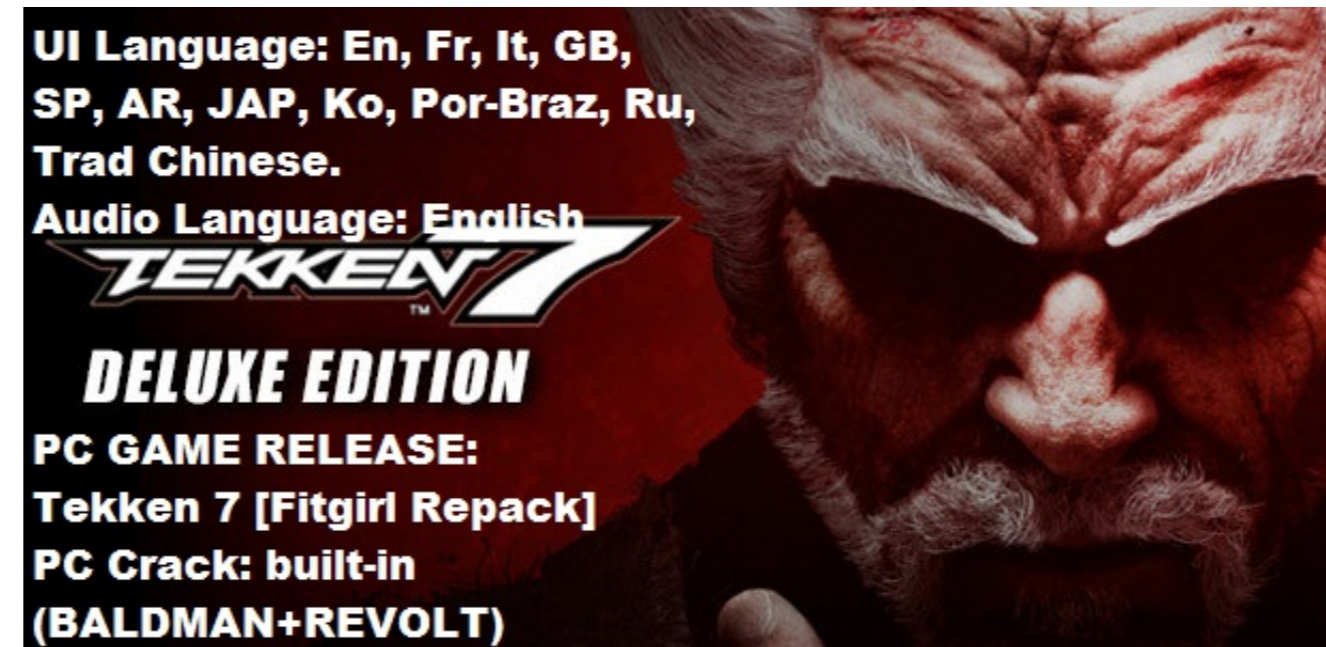 UI Language: En, Fr, It, GB,
SP, AR, JAP, Ko, Por-Braz, Ru,
Trad Chinese.
Audio Language: English
TEKKEN 7
TM
DELUXE EDITION
PC GAME RELEASE:
Tekken 7 [Fitgirl Repack]
PC Crack: built-in
(BALDMAN+REVOLT)